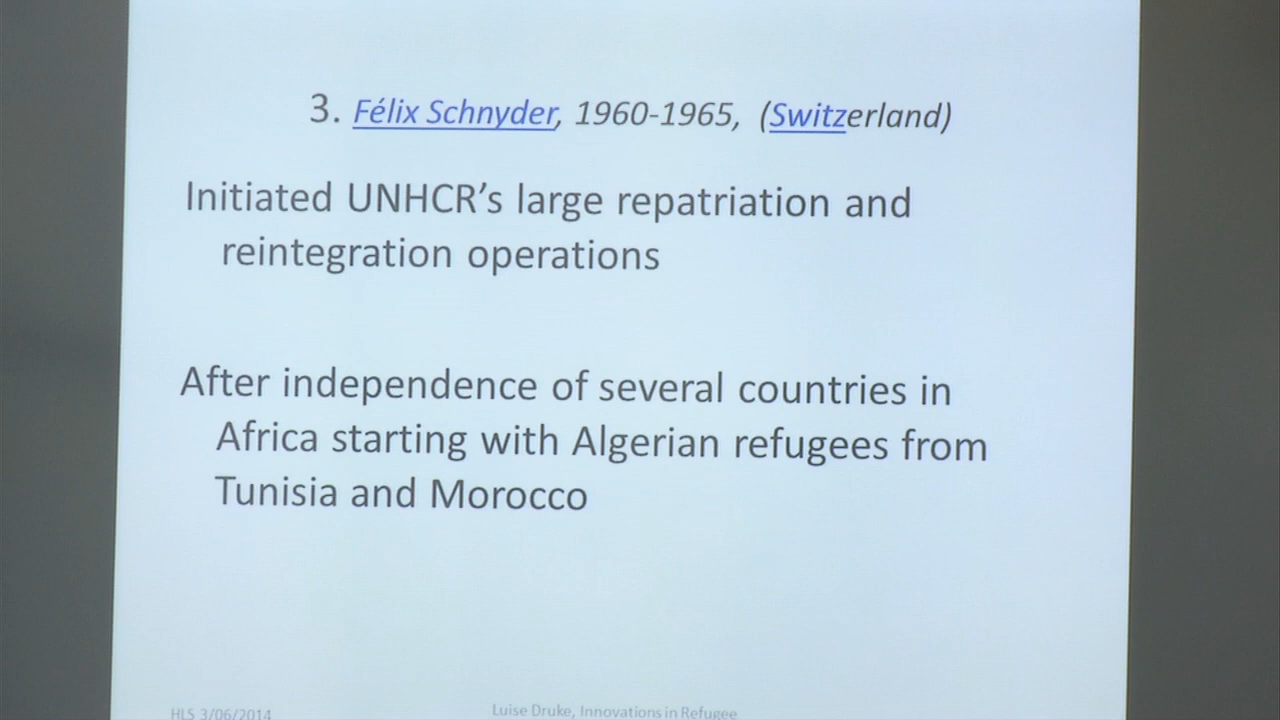 3. Félix Schnyder, 1960-1965, (Switzerland)
Initiated UNHCR’s large repatriation and
reintegration operations
After independence of several countries in
Africa starting with Algerian refugees from
Tunisia and Morocco
HLS 3/06/2014
Luise Druke, Innovations in Refugee